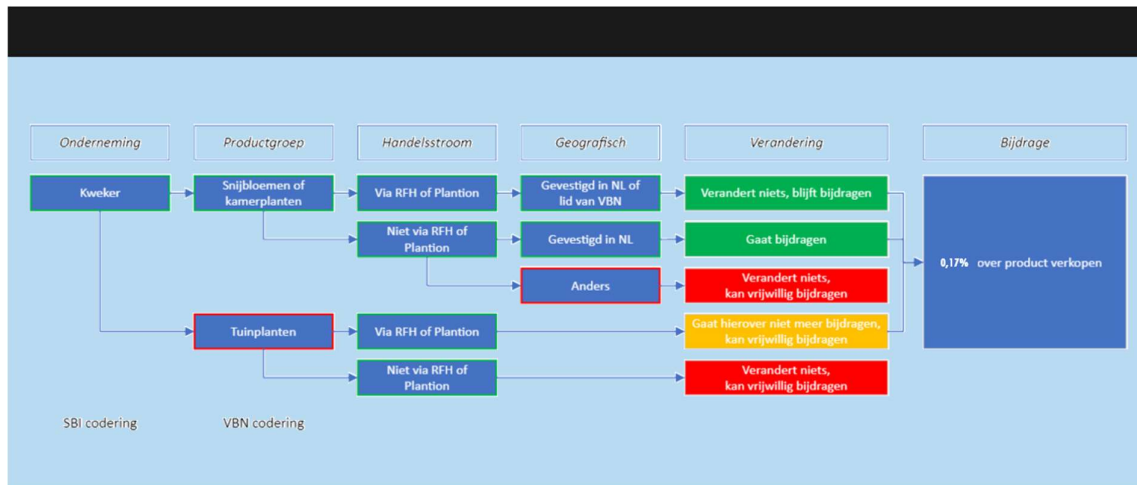 Onderneming
Productgroep
Handelsstroom
Geografisch
Verandering
Bijdrage
Kweker
Snijbloemen of
kamerplanten
Via RFH of Plantion
Gevestigd in NL of
lid van VBN
Verandert niets, blijft bijdragen
Niet via RFH of
Plantion
Gevestigd in NL
Gaat bijdragen
0,17% over product verkopen
Anders
Verandert niets,
kan vrijwillig bijdragen
Tuinplanten
Via RFH of Plantion
Gaat hierover niet meer bijdragen,
kan vrijwillig bijdragen
Niet via RFH of
Plantion
Verandert niets,
kan vrijwillig bijdragen
SBI codering
VBN codering